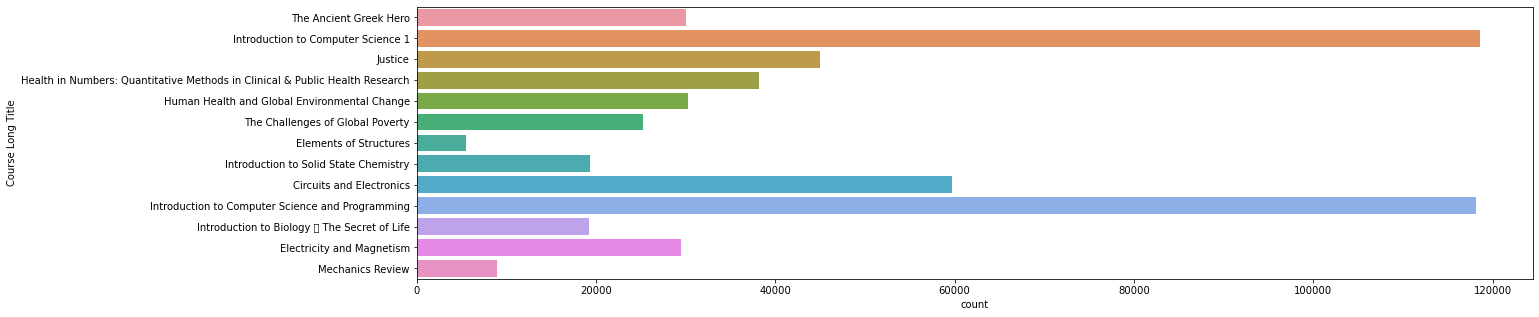 The Ancient Greek Hero
Introduction to Computer Science 1
Justice
Health in Numbers: Quantitative Methods in Clinical & Public Health Research
Human Health and Global Environmental Change
The Challenges of Global Poverty
Elements of Structures
Introduction to Solid State Chemistry
Circuits and Electronics
Introduction to Computer Science and Programming
Introduction to Biology ▯ The Secret of Life
Electricity and Magnetism
Mechanics Review
Course Long Title
0 20000 40000 60000 80000 100000 120000
count